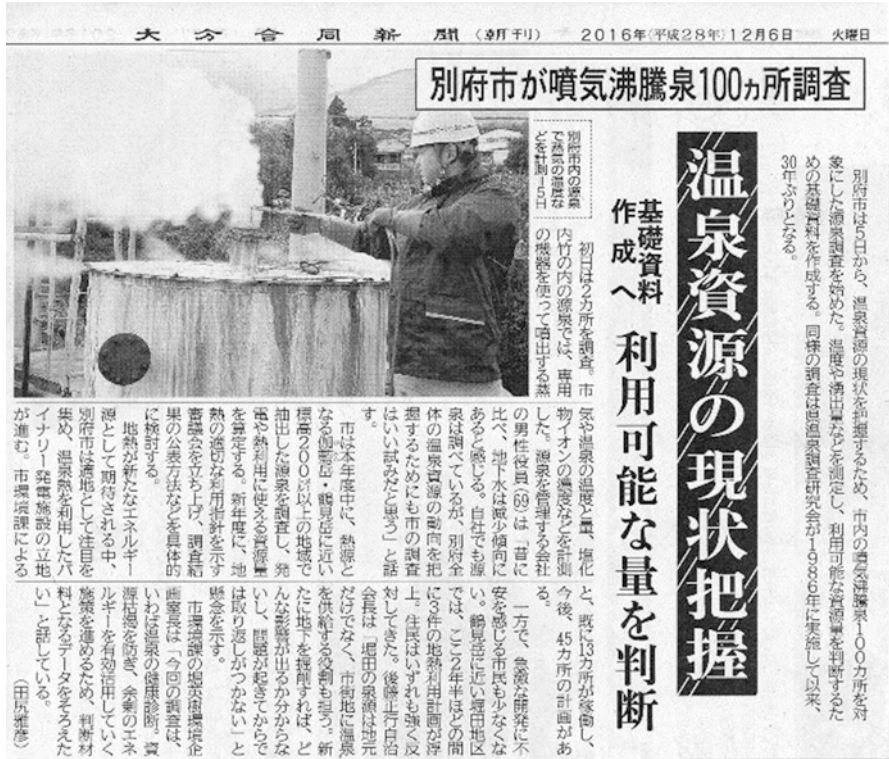 大分合同新聞(朝刊) 2016年(平成28年)12月6日 火曜日
別府市が噴気沸騰泉100ヵ所調査
温泉資源の現状把握
基礎資料
作成へ
利用可能な量を判断
別府市は5日から、温泉資源の現状を把握するため、市内の噴気沸騰泉100カ所を対
象にした源泉調査を始めた。温度や湧出量などを測定し、利用可能な資源量を判断するた
めの基礎資料を作成する。同様の調査は県温泉調査研究会が1986年に実施して以来、
30年ぶりとなる。
別府市内の源泉
で蒸気の温度な
どを計測=5日
初日は2カ所を調査。市
内竹の内の源泉では、専用
の機器を使って噴出する蒸
気や温泉の温度と量、塩化
物イオンの濃度などを計測
した。源泉を管理する会社
の男性役員(69)は「昔に
比べ、地下水は減少傾向に
あると感じる。自社でも源
泉は調べているが、別府全
体の温泉資源の動向を把
握するためにも市の調査
はいい試みだと思う」と話
す。
市は本年度中に、熱源と
なる伽藍岳・鶴見岳に近い
標高200㍍以上の地域で
抽出した源泉を調査し、発
電や熱利用に使える資源量
を算定する。新年度に、地
熱の適切な利用指針を示す
審議会を立ち上げ、調査結
果の公表方法などを具体的
に検討する。
地熱が新たなエネルギー
源として期待される中、
別府市は適地として注目を
集め、温泉熱を利用したバ
イナリー発電施設の立地
が進む。市環境課による
と、既に13カ所が稼働し、
今後、45カ所の計画があ
る。
一方で、急激な開発に不
安を感じる市民も少なくな
い。鶴見岳に近い堀田地区
では、ここ2年半ほどの間
に3件の地熱利用計画が浮
上。住民はいずれも強く反
対してきた。後藤正行自治
会長は「堀田の泉源は地元
だけでなく、市街地に温泉
を供給する役割も担う。新
たに地下を掘削すれば、ど
んな影響が出るか分からな
いし、問題が起きてからで
は取り返しがつかない」と
懸念を示す。
市環境課の堀英樹環境企
画室長は「今回の調査は、
いわば温泉の健康診断。資
源枯渇を防ぎ、余剰のエネ
ルギーを有効活用していく
施策を進めるため、判断材
料となるデータをそろえた
い」と話している。
(田尻雅彦)